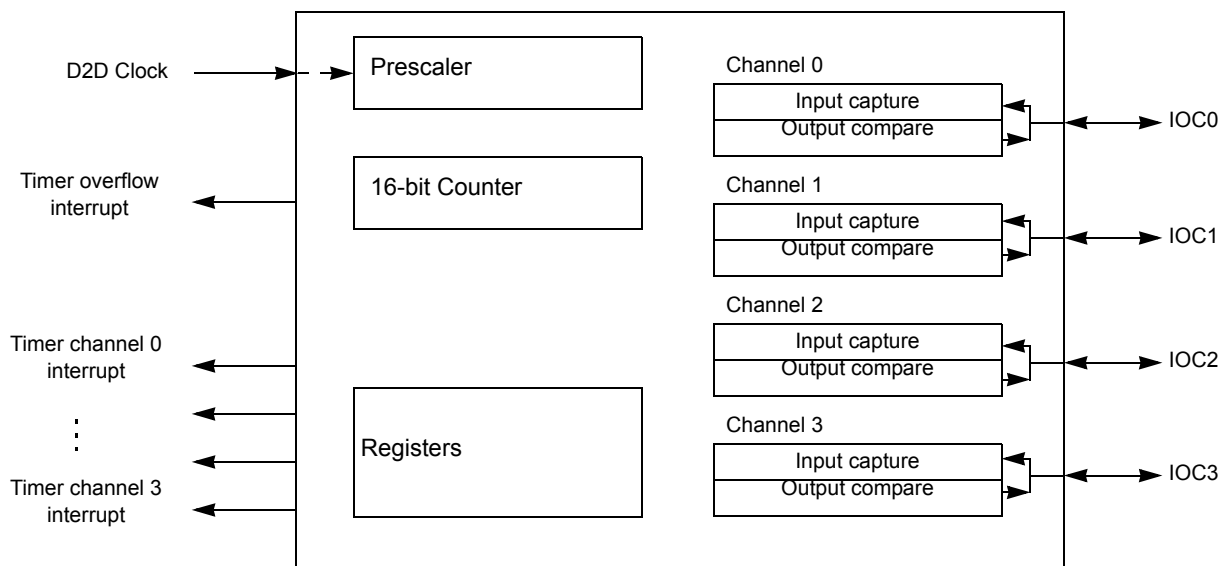 D2D Clock
Prescaler
Channel 0
Input capture
Output compare
IOC0
Timer overflow
interrupt
16-bit Counter
Channel 1
Input capture
Output compare
IOC1
Channel 2
Input capture
Output compare
IOC2
Timer channel 0
interrupt
Registers
Channel 3
Input capture
Output compare
IOC3
Timer channel 3
interrupt